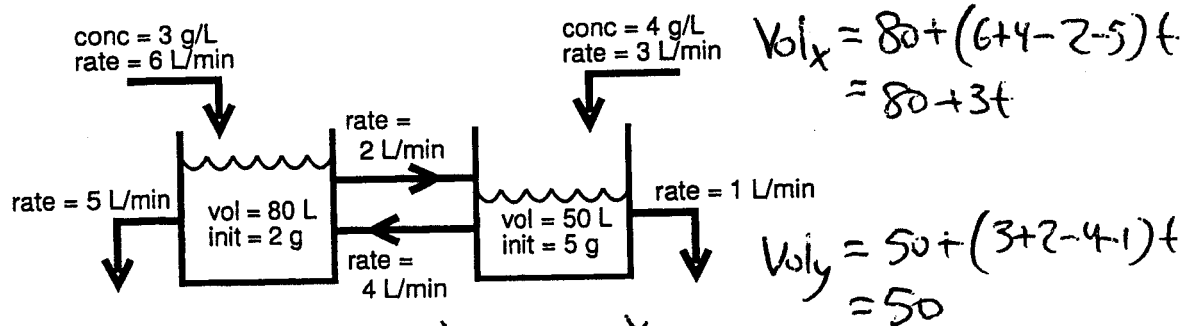 conc = 3 g/L
rate = 6 L/min
conc = 4 g/L
rate = 3 L/min
Volx = 80+(6+4-2-5)t
= 80+3t
rate =
2 L/min
rate = 5 L/min
vol = 80 L
init = 2 g
vol = 50 L
init = 5 g
rate = 1 L/min
rate =
4 L/min
Voly = 50+(3+2-4-1)t
= 50